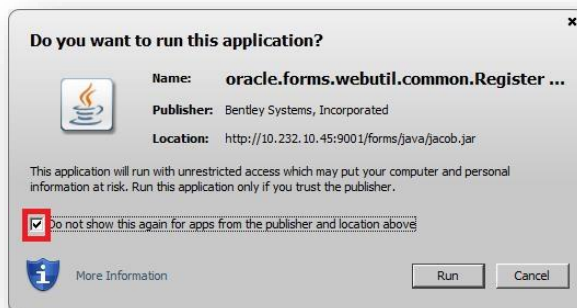 Do you want to run this application?
Name: oracle.forms.webutil.common.Register ...
Publisher: Bentley Systems, Incorporated
Location: http://10.232.10.45:9001/forms/java/jacob.jar
This application will run with unrestricted access which may put your computer and personal
information at risk. Run this application only if you trust the publisher.
Do not show this again for apps from the publisher and location above
More Information
Run
Cancel